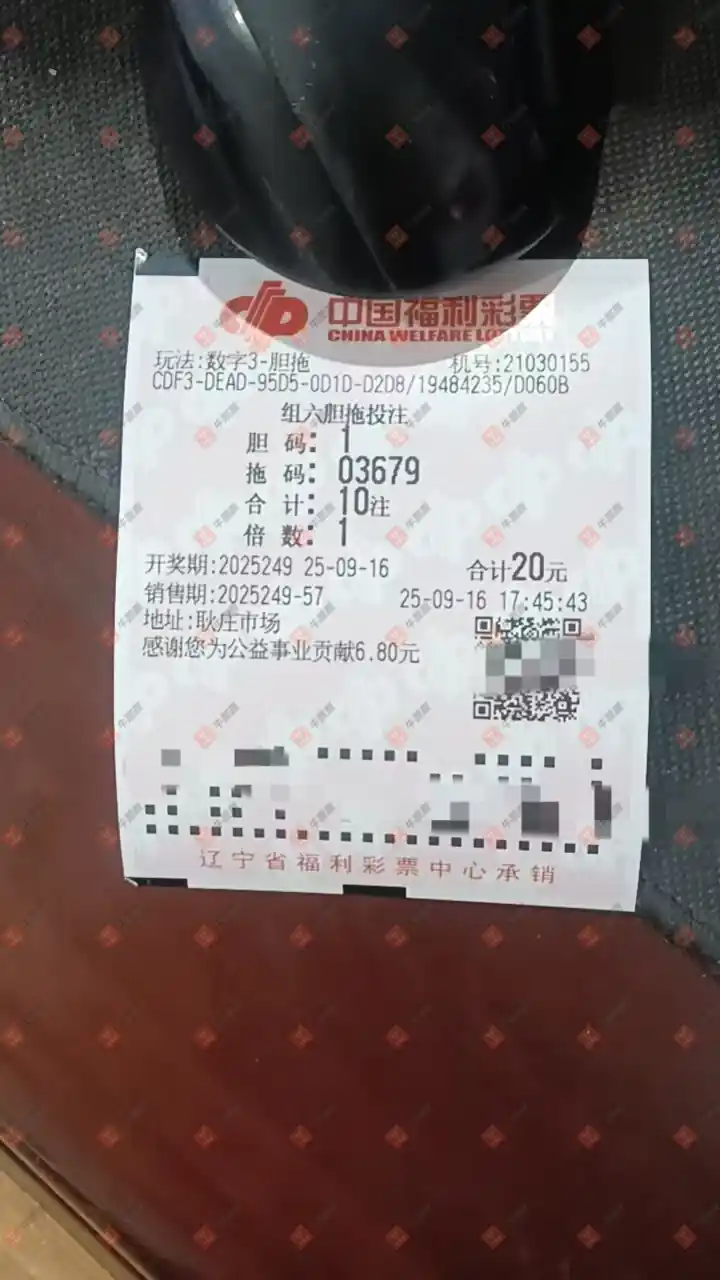 中国福利彩票
CHINA WELFARE LO
玩法:数字3-胆拖 机号:21030155
CDF3-DEAD-95D5-0D1D-D2D8/19484235/D060B
组六胆拖投注
胆 码: 1
拖 码: 03679
合 计: 10注
倍 数: 1
开奖期:2025249 25-09-16 合计20元
销售期:2025249-57 25-09-16 17:45:43
地址:耿庄市场
感谢您为公益事业贡献6.80元
辽宁省福利彩票中心承销